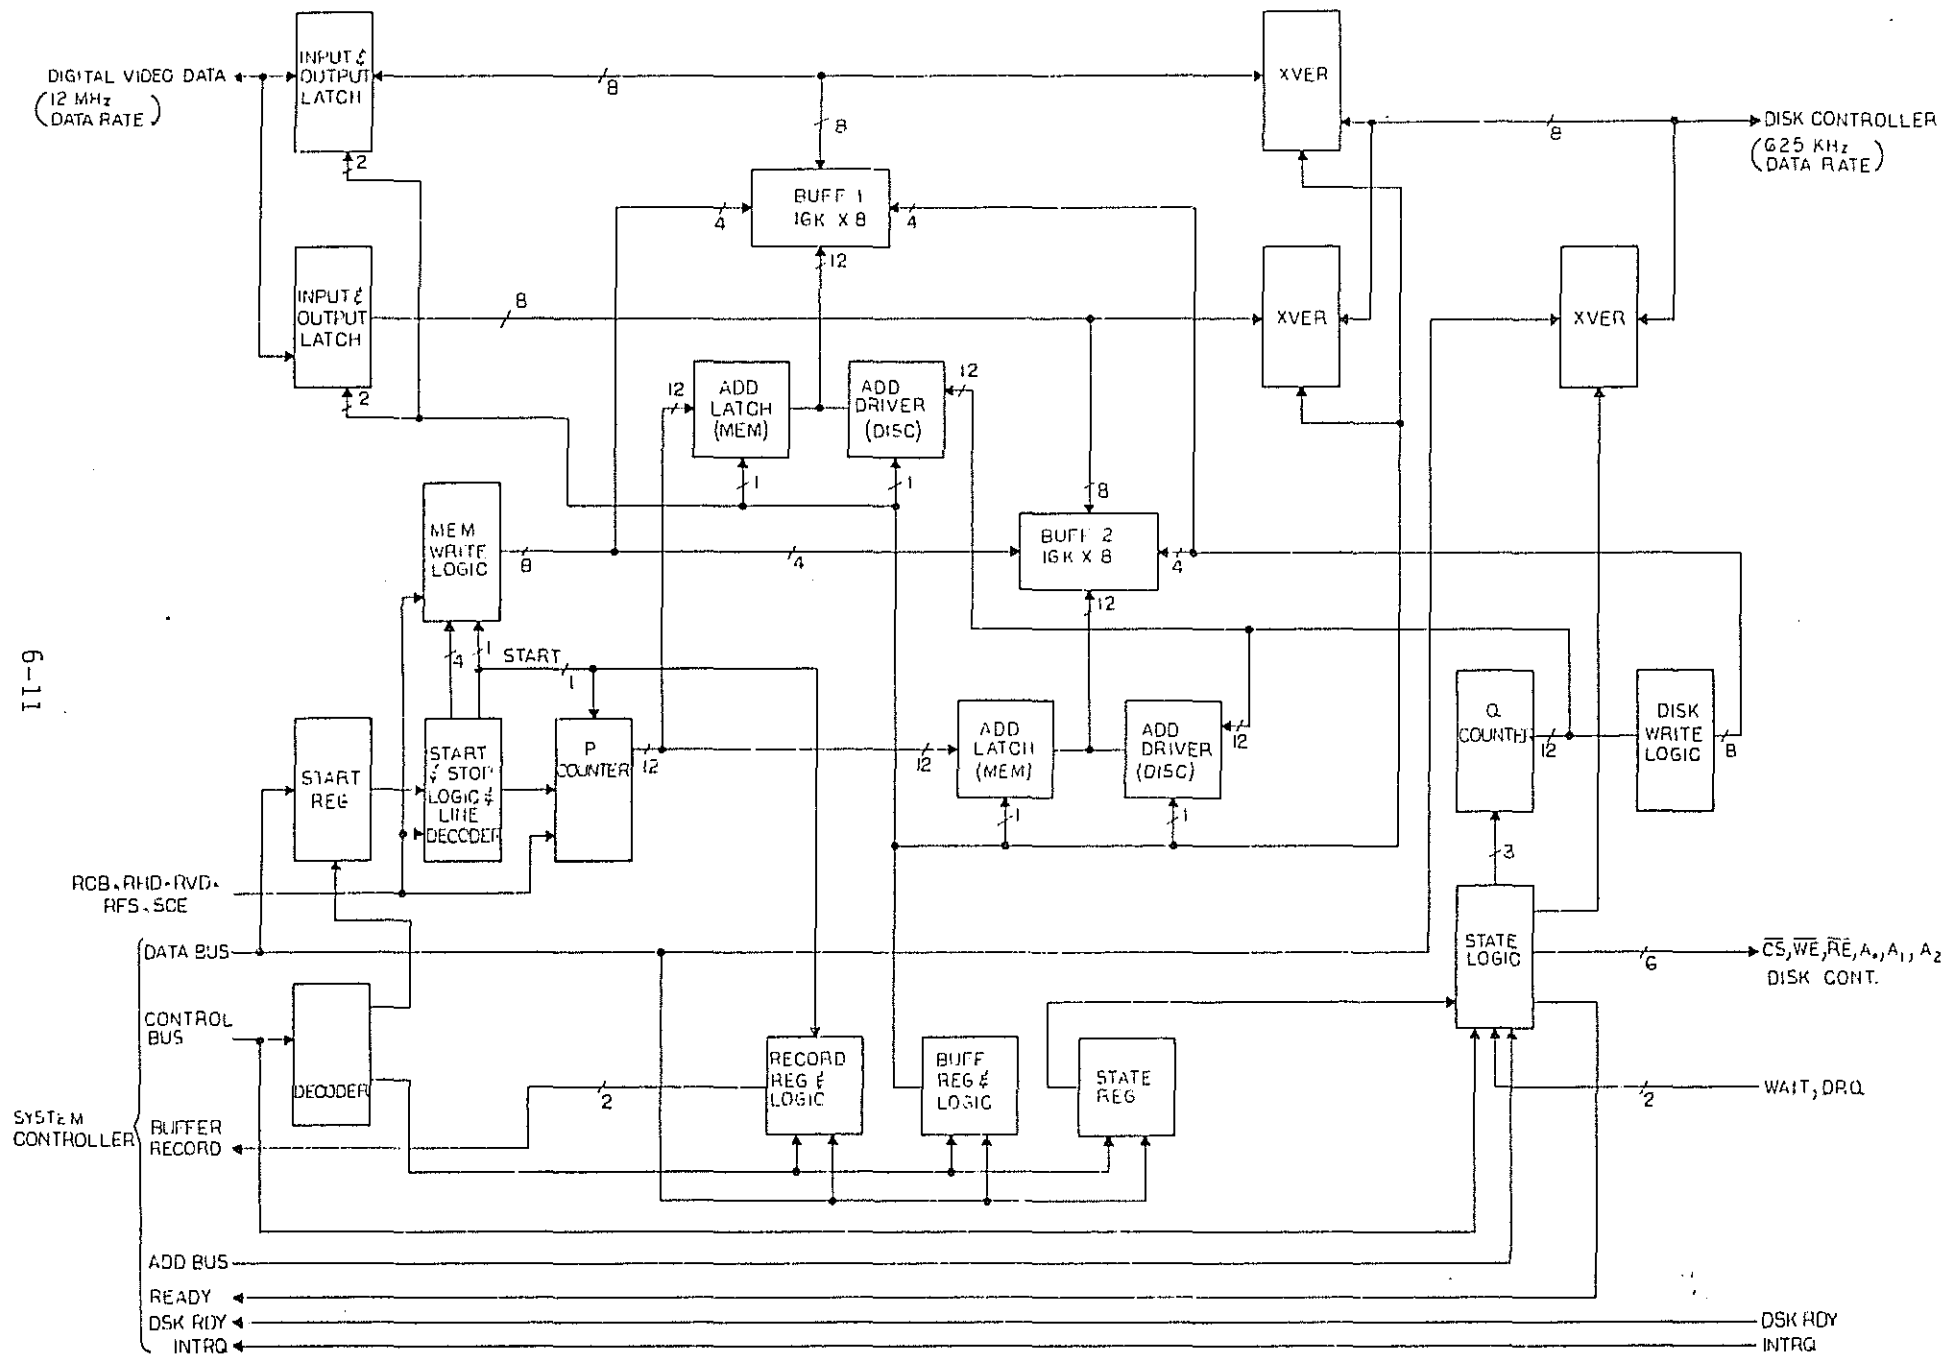 INPUT &
OUTPUT
LATCH
XVER
DIGITAL VIDEO DATA
(12 MHz
DATA RATE)
8
8
8
DISK CONTROLLER
(625 KHz
DATA RATE)
2
BUFF 1
16K X 8
4
4
12
INPUT &
OUTPUT
LATCH
8
XVER
XVER
2
12
ADD
LATCH
(MEM)
ADD
DRIVER
(DISC)
12
1
1
8
MEM
WRITE
LOGIC
8
4
BUFF 2
16K X 8
4
12
4
1
START
1
START
REG
START
& STOP
LOGIC &
LINE
DECODER
P
COUNTER
12
12
ADD
LATCH
(MEM)
ADD
DRIVER
(DISC)
12
1
1
Q
COUNTER
12
DISK
WRITE
LOGIC
8
3
6-11
RCB, RHD, RVD,
RFS, SCE
DATA BUS
STATE
LOGIC
6
CS, WE, RE, A₀, A₁, A₂
DISK CONT.
CONTROL
BUS
DECODER
RECORD
REG &
LOGIC
BUFF
REG &
LOGIC
STATE
REG
2
2
WAIT, DRQ
SYSTEM
CONTROLLER
BUFFER
RECORD
ADD BUS
READY
DSK RDY
DSK RDY
INTRQ
INTRQ